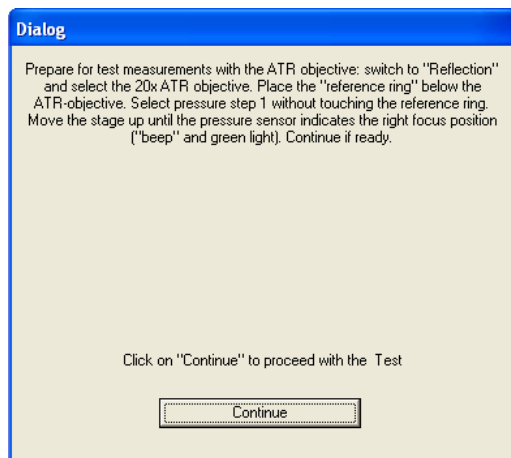 Dialog
Prepare for test measurements with the ATR objective: switch to "Reflection"
and select the 20x ATR objective. Place the "reference ring" below the
ATR-objective. Select pressure step 1 without touching the reference ring.
Move the stage up until the pressure sensor indicates the right focus position
("beep" and green light). Continue if ready.
Click on "Continue" to proceed with the Test
Continue